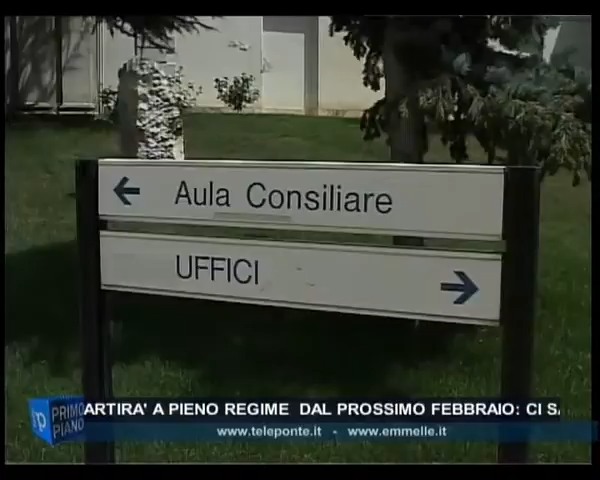 Aula Consiliare
UFFICI
PRIMO
PIANO
ARTIRA' A PIENO REGIME DAL PROSSIMO FEBBRAIO: CI
www.teleponte.it - www.emmelle.it